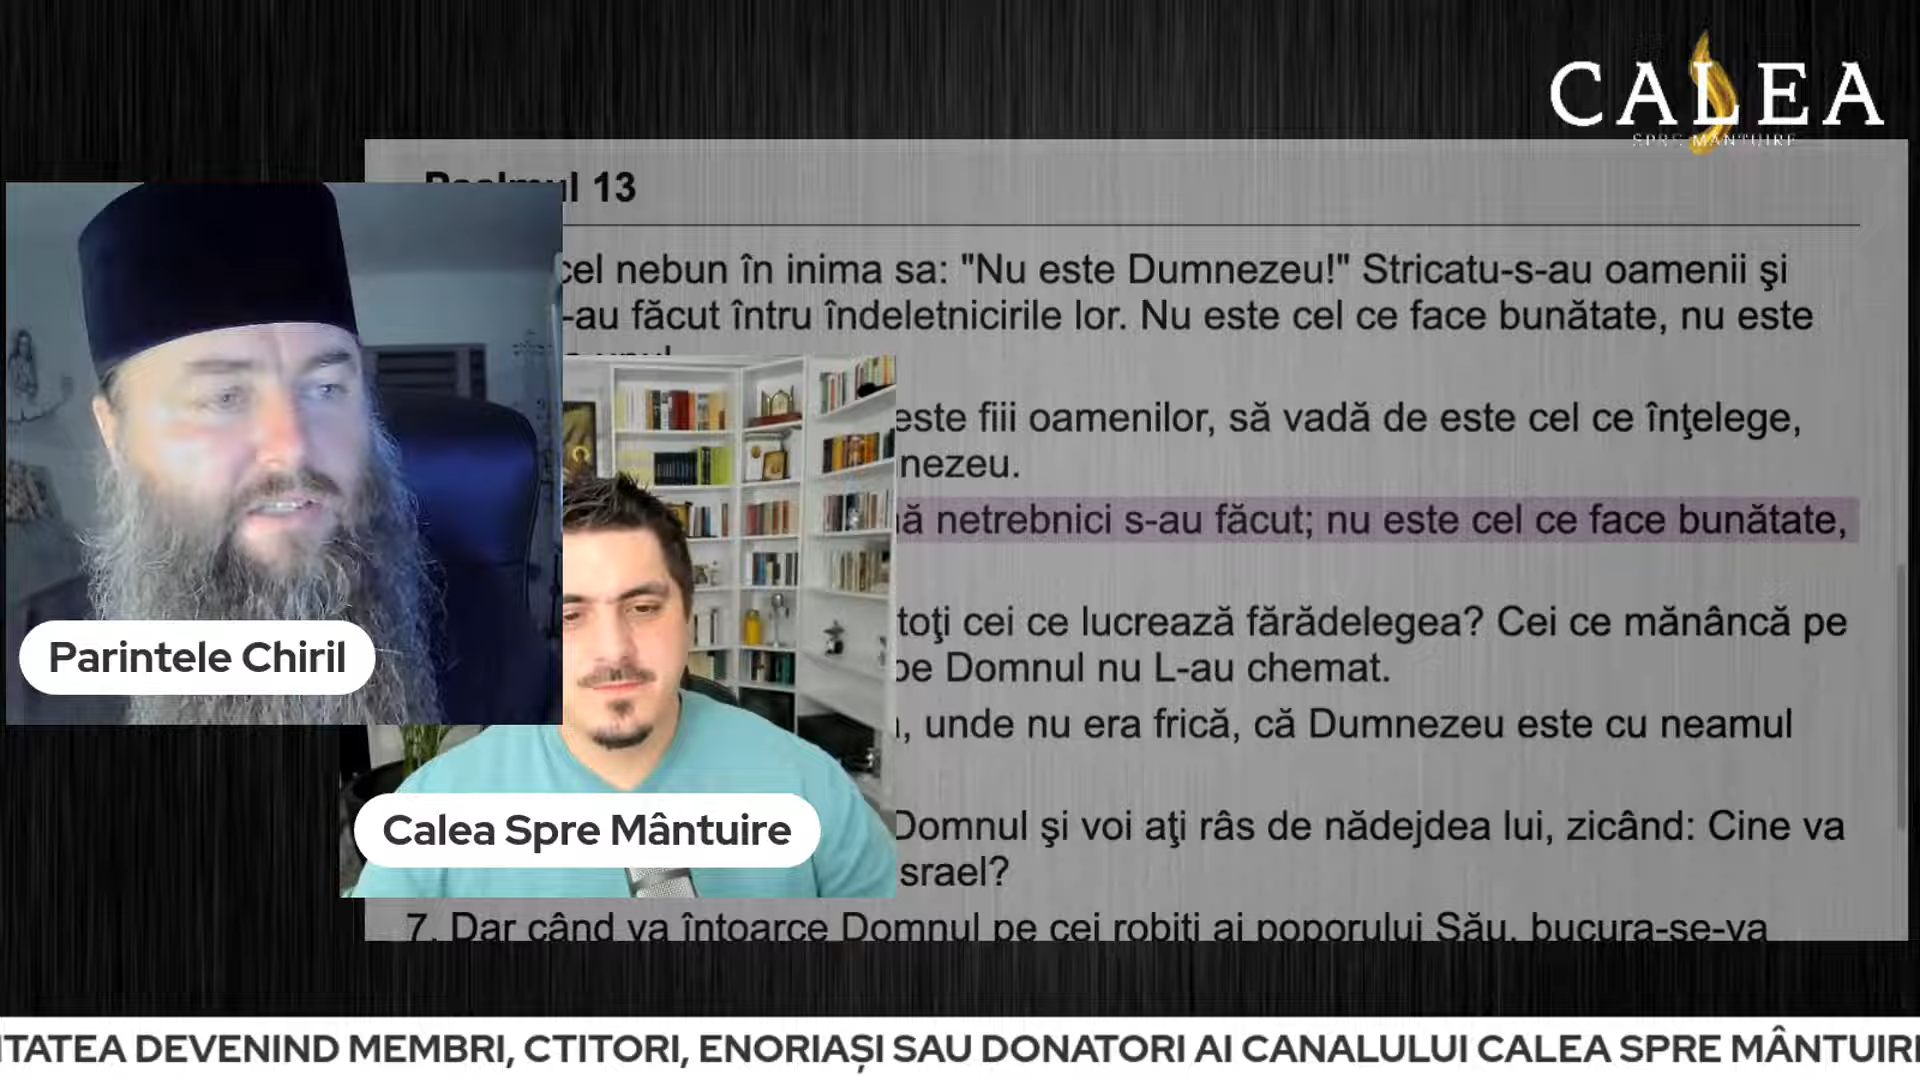 CALEA
SPRE MANTUIRE
Psalmul 13
cel nebun în inima sa: "Nu este Dumnezeu!" Stricatu-s-au oamenii şi
-au făcut întru îndeletnicirile lor. Nu este cel ce face bunătate, nu este
este fiii oamenilor, să vadă de este cel ce înţelege,
nezeu.
nă netrebnici s-au făcut; nu este cel ce face bunătate,
toţi cei ce lucrează fărădelegea? Cei ce mănâncă pe
pe Domnul nu L-au chemat.
, unde nu era frică, că Dumnezeu este cu neamul
Domnul şi voi aţi râs de nădejdea lui, zicând: Cine va
srael?
7. Dar când va întoarce Domnul pe cei robiţi ai poporului Său, bucura-se-va
Parintele Chiril
Calea Spre Mântuire
ITATEA DEVENIND MEMBRI, CTITORI, ENORIAȘI SAU DONATORI AI CANALULUI CALEA SPRE MÂNTUIRE